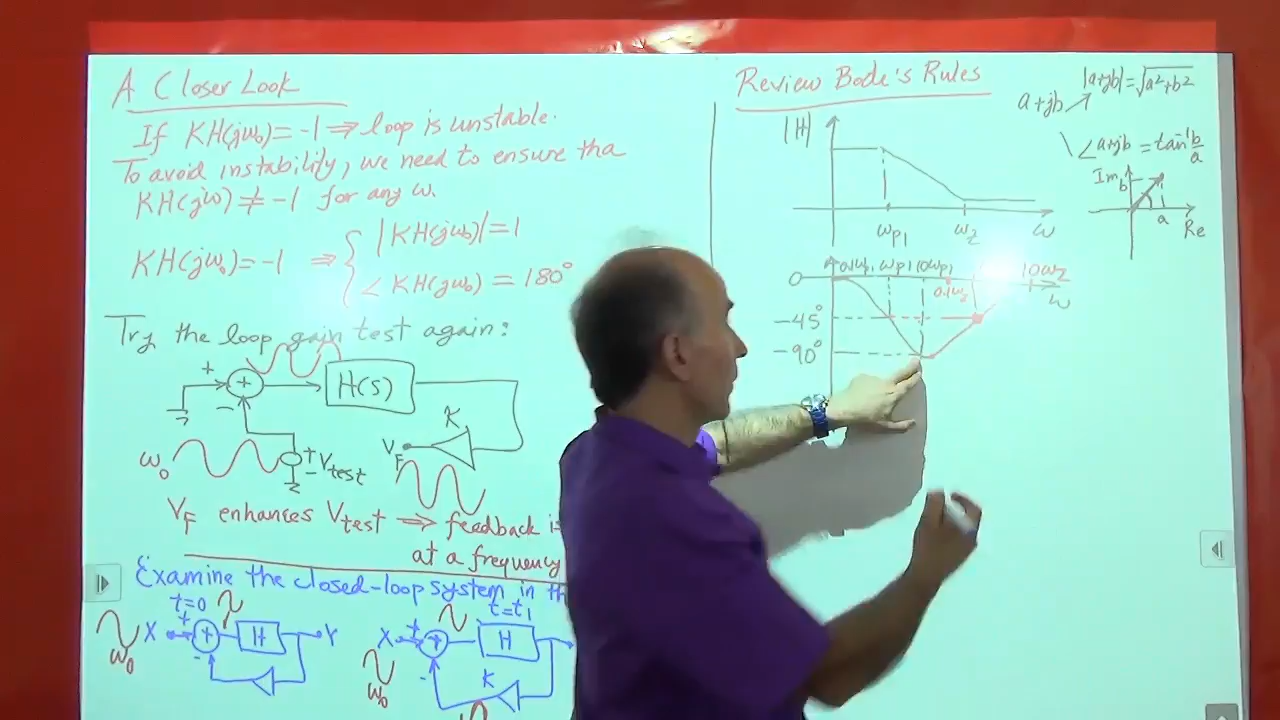 A Closer Look
If KH(jω₀) = -1 ⇒ loop is unstable.
To avoid instability, we need to ensure tha
KH(jω) ≠ -1 for any ω.
KH(jω₀) = -1 ⇒ { |KH(jω₀)| = 1
∠KH(jω₀) = 180°
Try the loop gain test again:
+ + H(s)
-
K
ω₀ + - Vtest VF
VF enhances Vtest ⇒ feedback i
at a frequency
Examine the closed-loop system in th
t=0 t=t₁
X + + H Y X + + H
- -
ω₀ ω₀ K
Review Bode's Rules
a+jb |a+jb| = √a²+b²
∠a+jb = tan⁻¹ b/a
|H|
ωp1 ωz ω
Im b a Re
0 0.1ωp1 ωp1 10ωp1 0.1ωz 10ωz ω
-45°
-90°